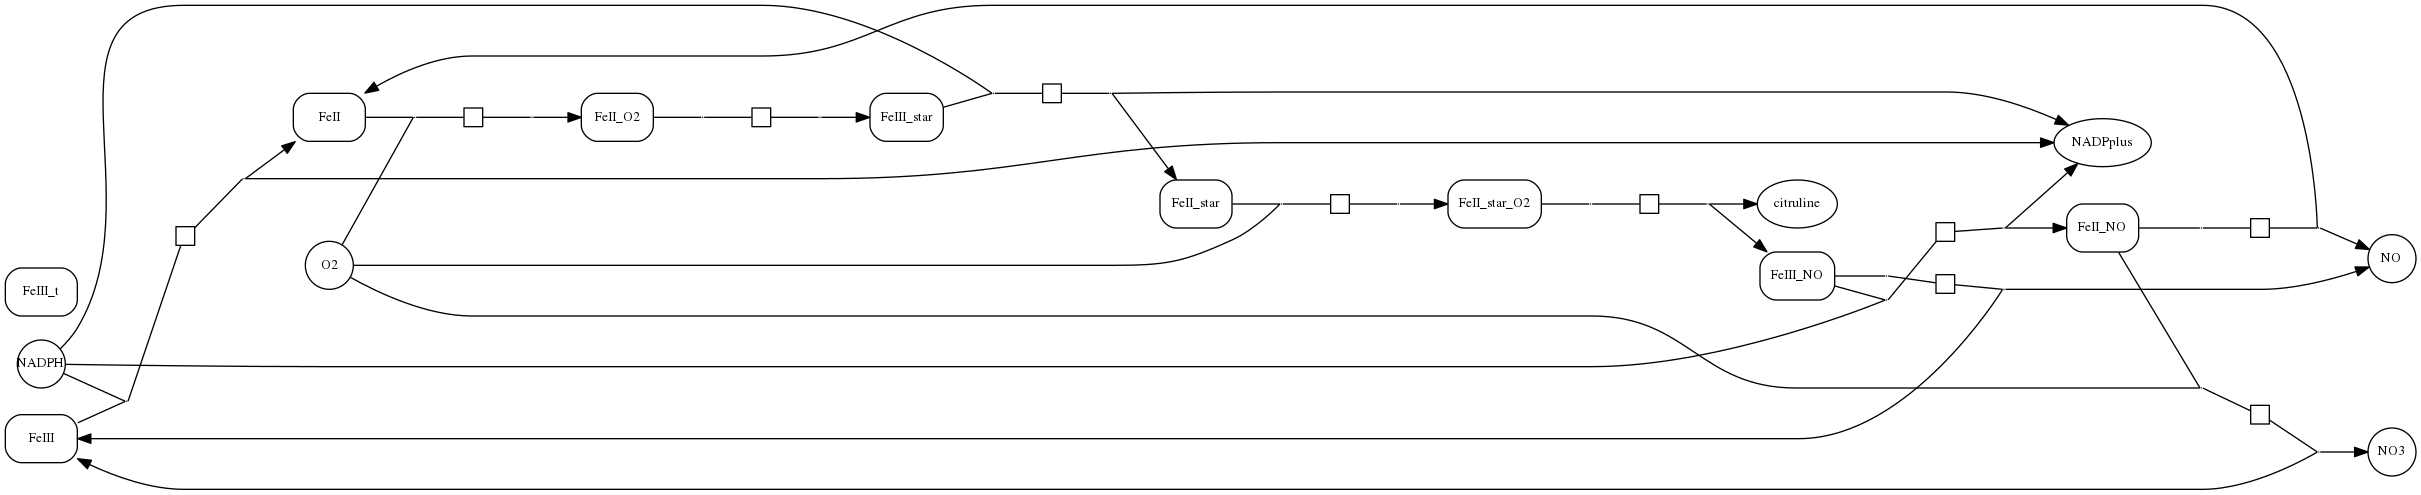 FeII
FeII_O2
FeIII_star
NADPplus
FeII_star
FeII_star_O2
citruline
FeII_NO
O2
FeIII_NO
NO
FeIII_t
NADPH
FeIII
NO3